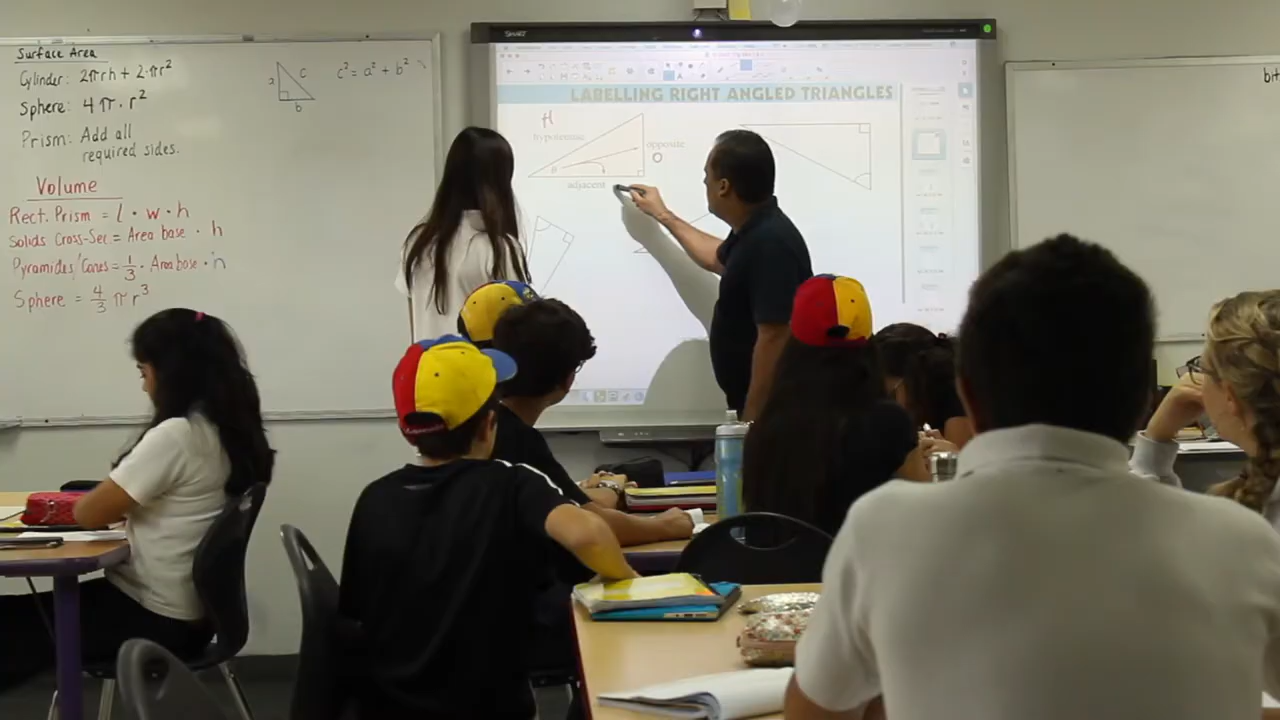 Surface Area
Cylinder: 2πrh + 2·πr²
Sphere: 4π·r²
Prism: Add all
required sides.
Volume
Rect. Prism = l · w · h
Solids Cross-Sec = Area base · h
Pyramids/Cones = 1/3 · Area base · h
Sphere = 4/3 πr³
a
c
b
c² = a² + b²
SMART
LABELLING RIGHT ANGLED TRIANGLES
H
hypotenuse
opposite
O
θ
adjacent
bit